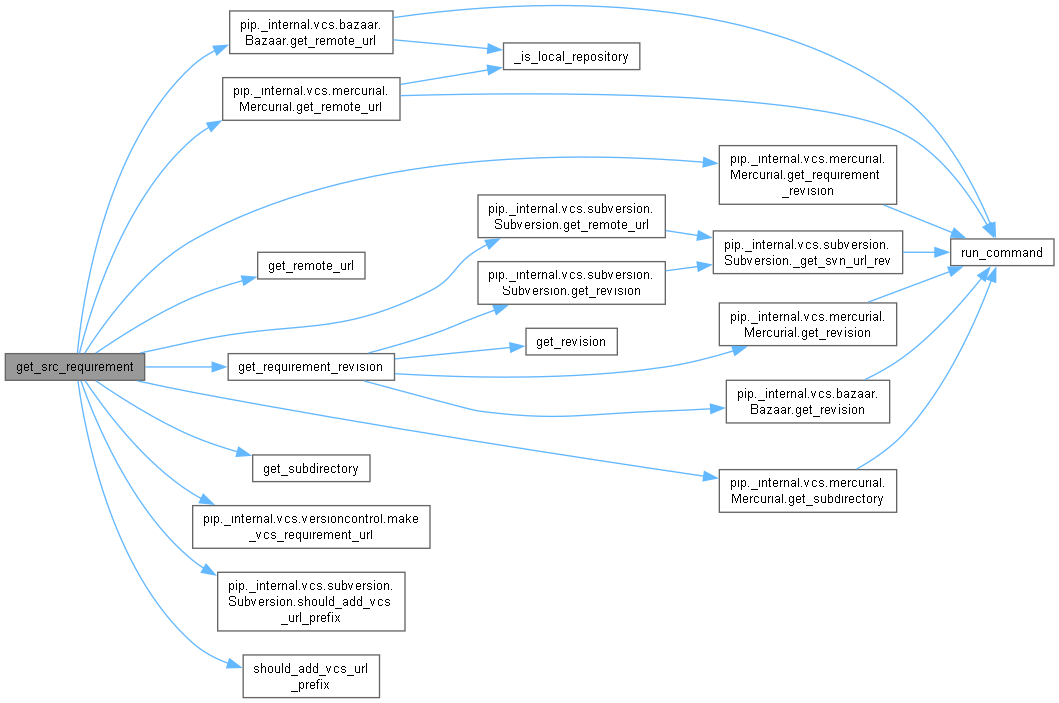 pip._internal.vcs.bazaar.
Bazaar.get_remote_url
_is_local_repository
pip._internal.vcs.mercurial.
Mercurial.get_remote_url
pip._internal.vcs.mercurial.
Mercurial.get_requirement
_revision
pip._internal.vcs.subversion.
Subversion.get_remote_url
pip._internal.vcs.subversion.
Subversion._get_svn_url_rev
run_command
get_remote_url
pip._internal.vcs.subversion.
Subversion.get_revision
pip._internal.vcs.mercurial.
Mercurial.get_revision
get_revision
get_src_requirement
get_requirement_revision
pip._internal.vcs.bazaar.
Bazaar.get_revision
get_subdirectory
pip._internal.vcs.mercurial.
Mercurial.get_subdirectory
pip._internal.vcs.versioncontrol.make
_vcs_requirement_url
pip._internal.vcs.subversion.
Subversion.should_add_vcs
_url_prefix
should_add_vcs_url
_prefix